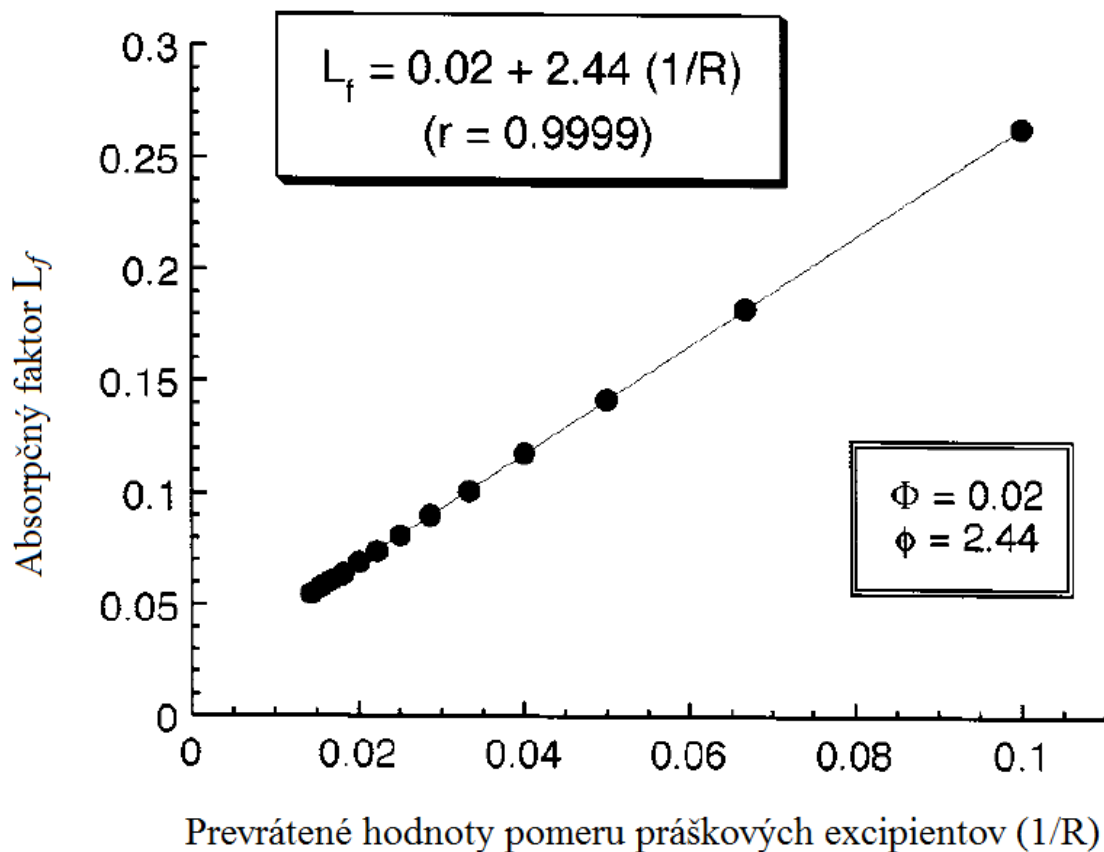 L_f = 0.02 + 2.44 (1/R)
(r = 0.9999)
Absorpčný faktor L_f
0.3
0.25
0.2
0.15
0.1
0.05
0
Φ = 0.02
ϕ = 2.44
0 0.02 0.04 0.06 0.08 0.1
Prevrátené hodnoty pomeru práškových excipientov (1/R)